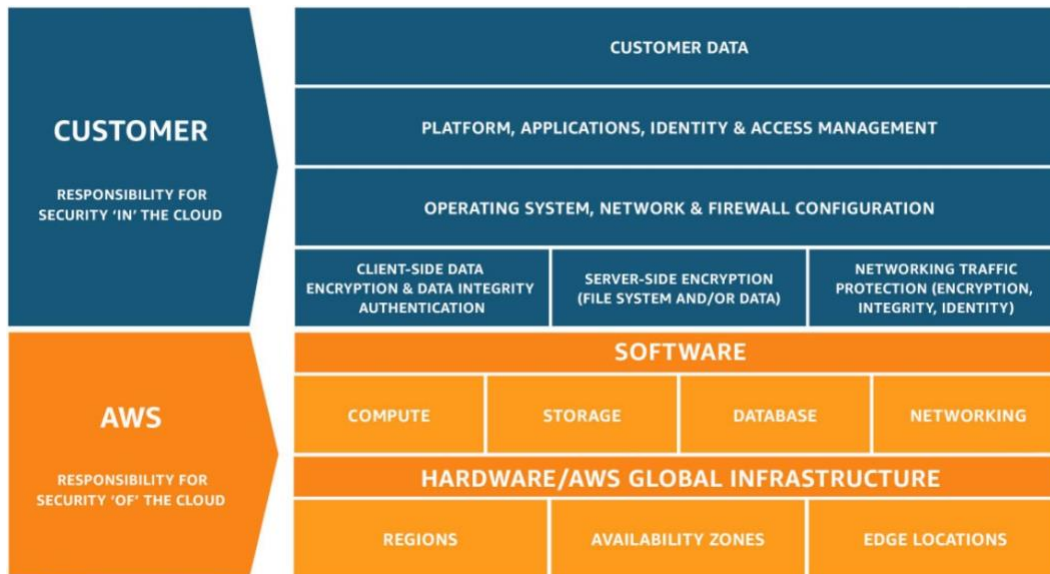 CUSTOMER
RESPONSIBILITY FOR
SECURITY ‘IN’ THE CLOUD
CUSTOMER DATA
PLATFORM, APPLICATIONS, IDENTITY & ACCESS MANAGEMENT
OPERATING SYSTEM, NETWORK & FIREWALL CONFIGURATION
CLIENT-SIDE DATA
ENCRYPTION & DATA INTEGRITY
AUTHENTICATION
SERVER-SIDE ENCRYPTION
(FILE SYSTEM AND/OR DATA)
NETWORKING TRAFFIC
PROTECTION (ENCRYPTION,
INTEGRITY, IDENTITY)
AWS
RESPONSIBILITY FOR
SECURITY ‘OF’ THE CLOUD
SOFTWARE
COMPUTE
STORAGE
DATABASE
NETWORKING
HARDWARE/AWS GLOBAL INFRASTRUCTURE
REGIONS
AVAILABILITY ZONES
EDGE LOCATIONS